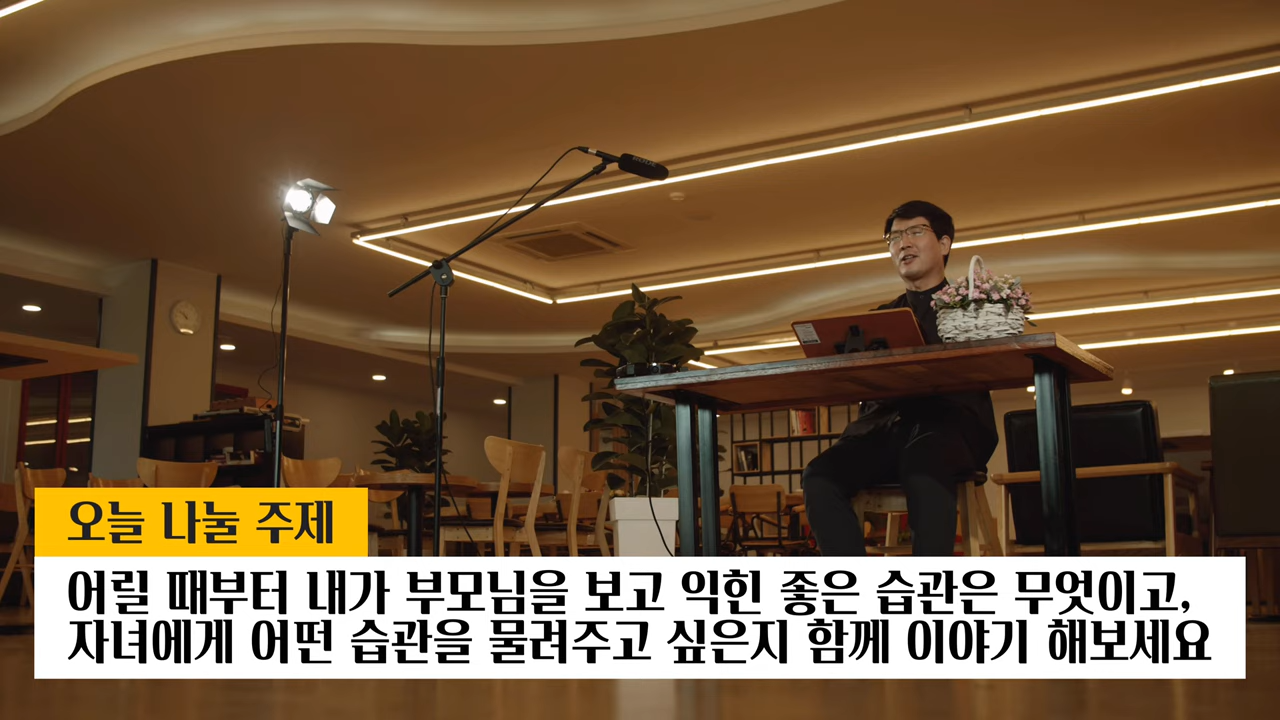 오늘 나눌 주제
어릴 때부터 내가 부모님을 보고 익힌 좋은 습관은 무엇이고,
자녀에게 어떤 습관을 물려주고 싶은지 함께 이야기 해보세요